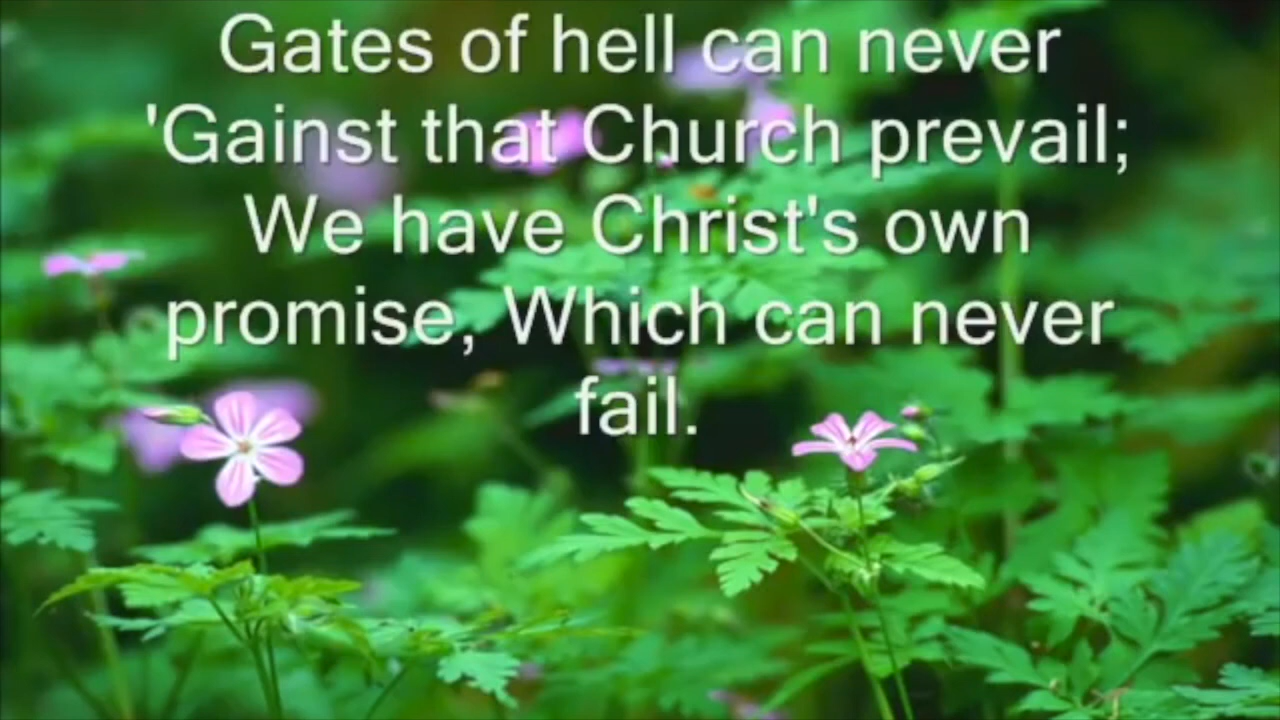 Gates of hell can never
'Gainst that Church prevail;
We have Christ's own
promise, Which can never
fail.